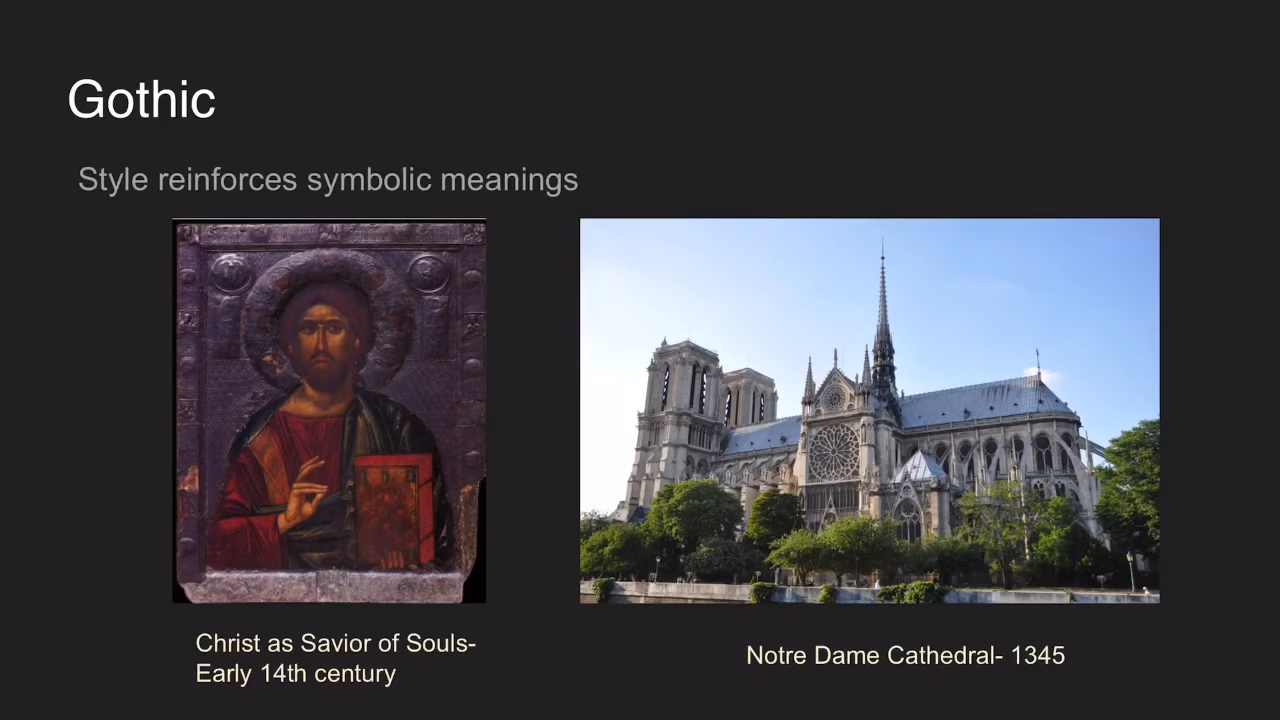 Gothic
Style reinforces symbolic meanings
Christ as Savior of Souls-
Early 14th century
Notre Dame Cathedral- 1345